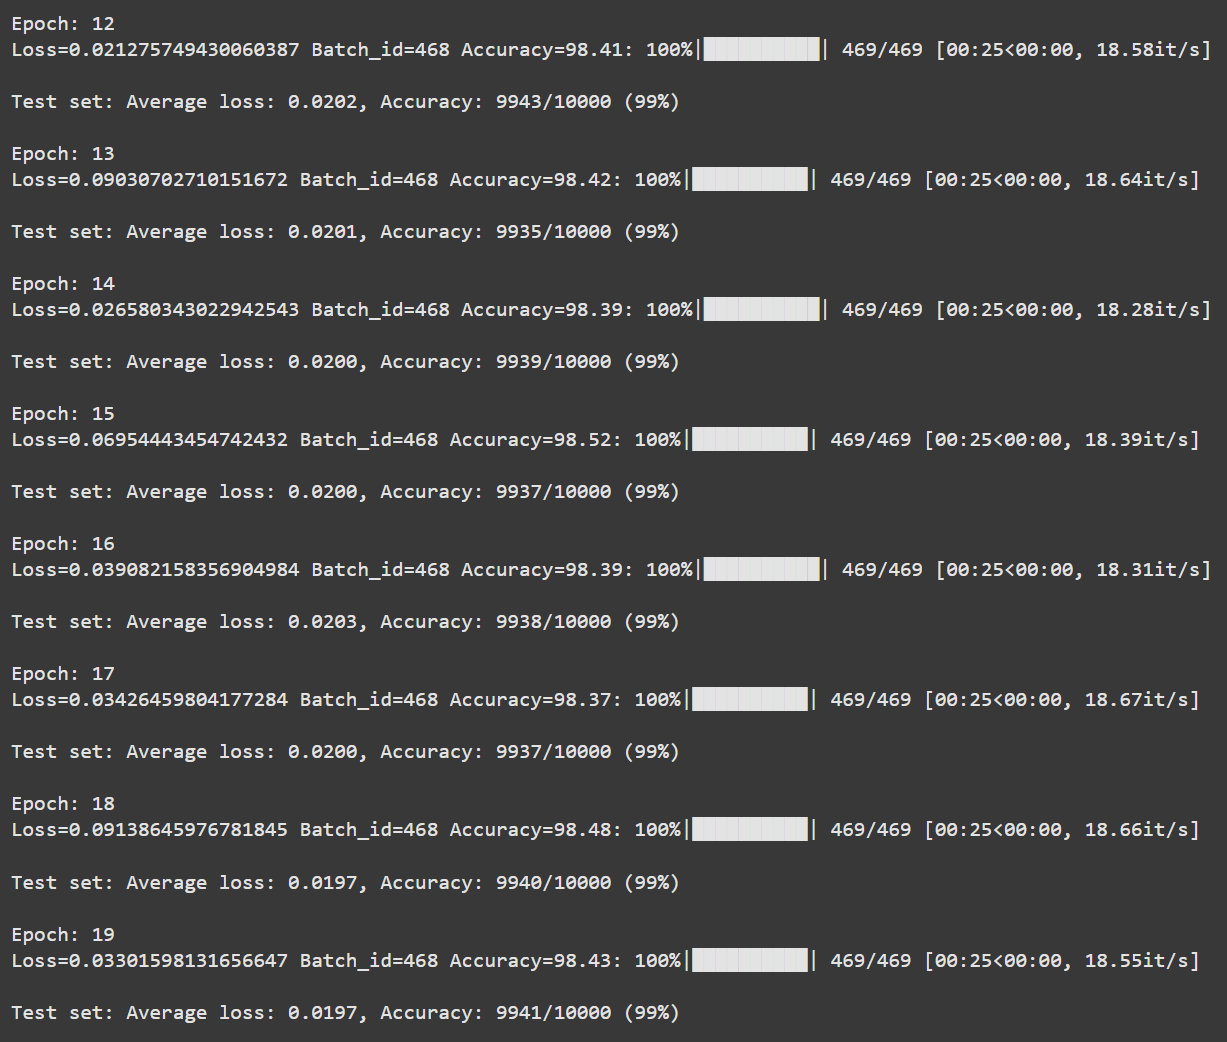 Epoch: 12
Loss=0.021275749430060387 Batch_id=468 Accuracy=98.41: 100%|██████████| 469/469 [00:25<00:00, 18.58it/s]
Test set: Average loss: 0.0202, Accuracy: 9943/10000 (99%)
Epoch: 13
Loss=0.09030702710151672 Batch_id=468 Accuracy=98.42: 100%|██████████| 469/469 [00:25<00:00, 18.64it/s]
Test set: Average loss: 0.0201, Accuracy: 9935/10000 (99%)
Epoch: 14
Loss=0.026580343022942543 Batch_id=468 Accuracy=98.39: 100%|██████████| 469/469 [00:25<00:00, 18.28it/s]
Test set: Average loss: 0.0200, Accuracy: 9939/10000 (99%)
Epoch: 15
Loss=0.06954443454742432 Batch_id=468 Accuracy=98.52: 100%|██████████| 469/469 [00:25<00:00, 18.39it/s]
Test set: Average loss: 0.0200, Accuracy: 9937/10000 (99%)
Epoch: 16
Loss=0.039082158356904984 Batch_id=468 Accuracy=98.39: 100%|██████████| 469/469 [00:25<00:00, 18.31it/s]
Test set: Average loss: 0.0203, Accuracy: 9938/10000 (99%)
Epoch: 17
Loss=0.03426459804177284 Batch_id=468 Accuracy=98.37: 100%|██████████| 469/469 [00:25<00:00, 18.67it/s]
Test set: Average loss: 0.0200, Accuracy: 9937/10000 (99%)
Epoch: 18
Loss=0.09138645976781845 Batch_id=468 Accuracy=98.48: 100%|██████████| 469/469 [00:25<00:00, 18.66it/s]
Test set: Average loss: 0.0197, Accuracy: 9940/10000 (99%)
Epoch: 19
Loss=0.03301598131656647 Batch_id=468 Accuracy=98.43: 100%|██████████| 469/469 [00:25<00:00, 18.55it/s]
Test set: Average loss: 0.0197, Accuracy: 9941/10000 (99%)